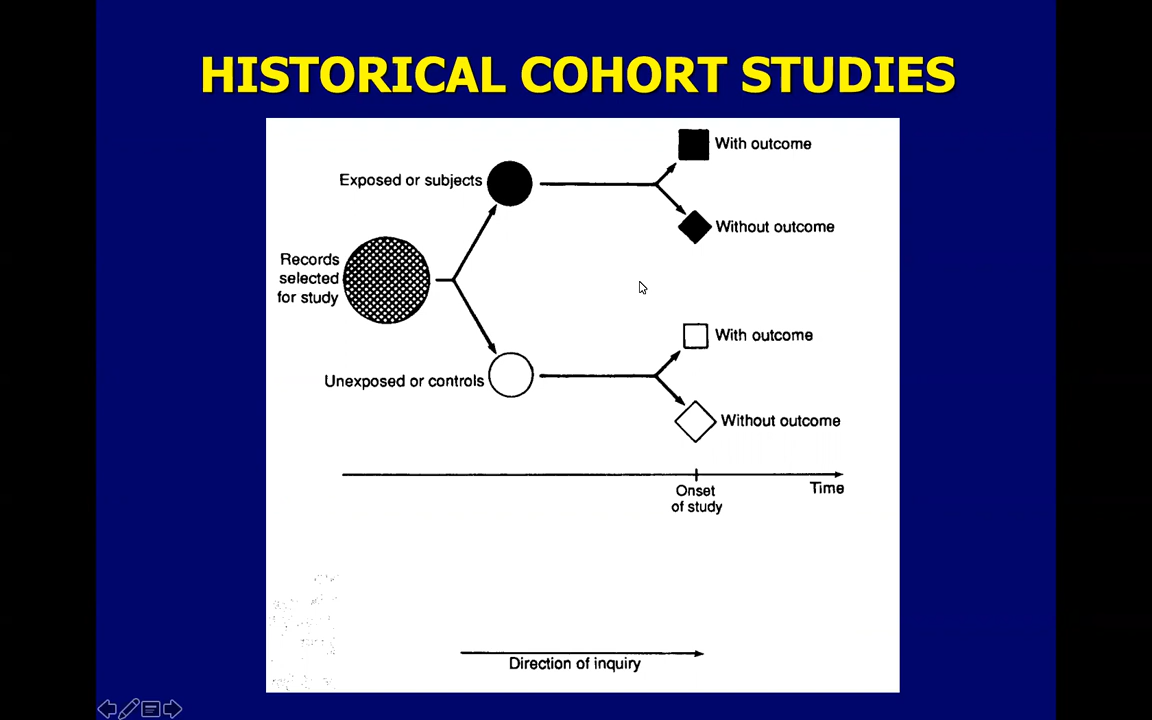 HISTORICAL COHORT STUDIES
With outcome
Exposed or subjects
Without outcome
Records
selected
for study
With outcome
Unexposed or controls
Without outcome
Onset
of study
Time
Direction of inquiry